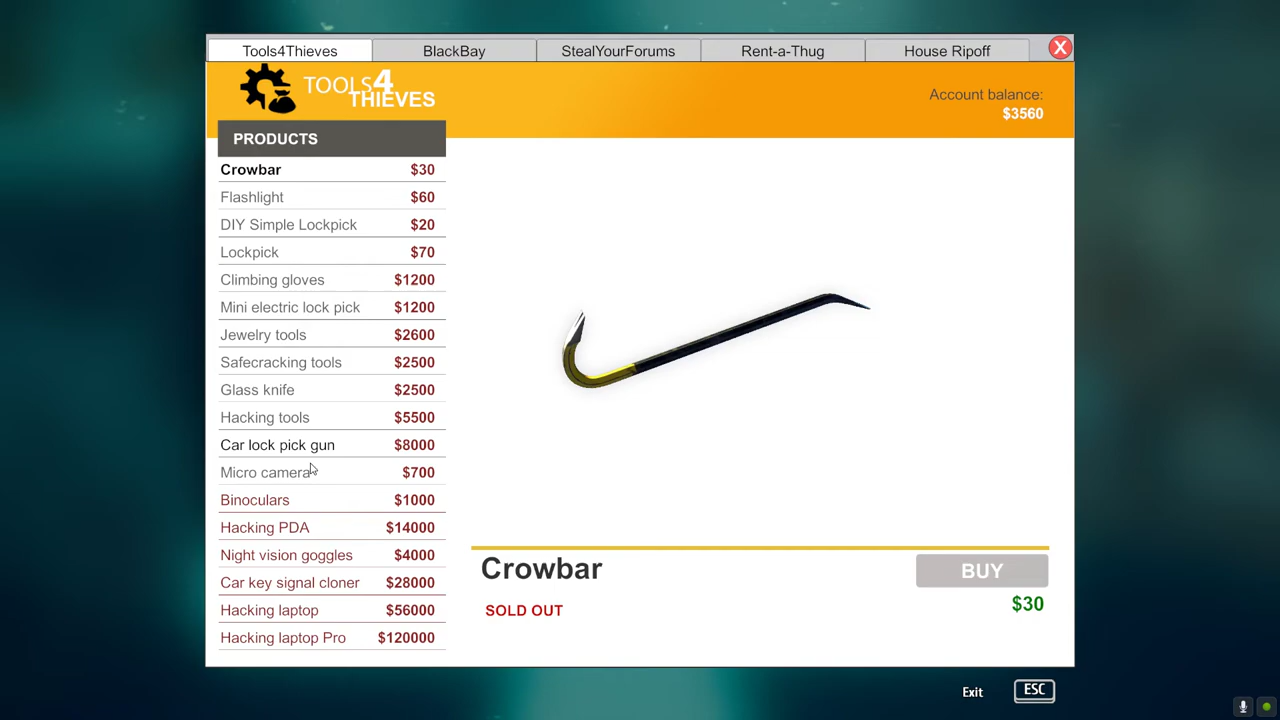 Tools4Thieves
BlackBay
StealYourForums
Rent-a-Thug
House Ripoff
X
TOOLS4
THIEVES
Account balance:
$3560
PRODUCTS
Crowbar $30
Flashlight $60
DIY Simple Lockpick $20
Lockpick $70
Climbing gloves $1200
Mini electric lock pick $1200
Jewelry tools $2600
Safecracking tools $2500
Glass knife $2500
Hacking tools $5500
Car lock pick gun $8000
Micro camera $700
Binoculars $1000
Hacking PDA $14000
Night vision goggles $4000
Car key signal cloner $28000
Hacking laptop $56000
Hacking laptop Pro $120000
Crowbar
BUY
SOLD OUT
$30
Exit ESC